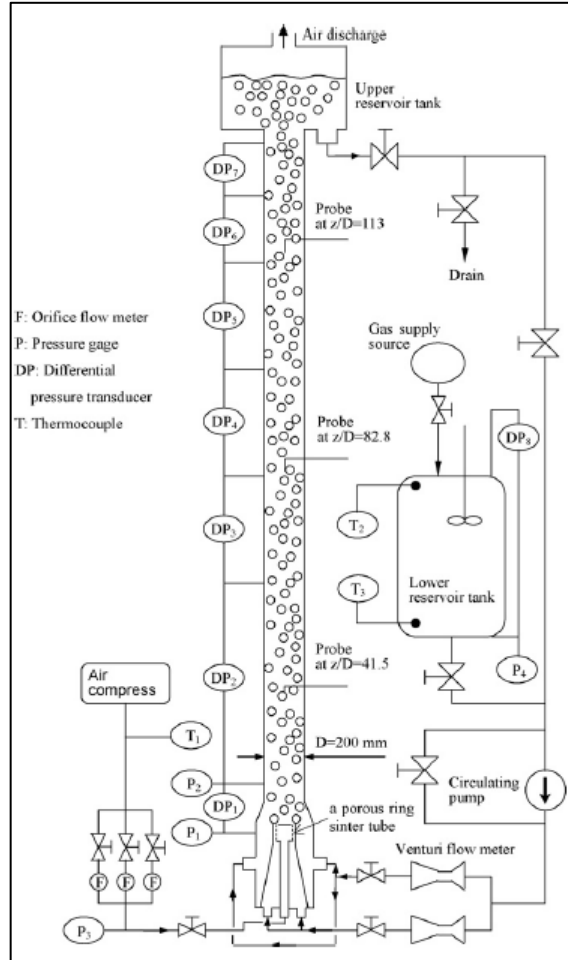 Air discharge
Upper
reservoir tank
DP7
Probe
at z/D=113
DP6
Drain
F: Orifice flow meter
P: Pressure gage
DP: Differential
pressure transducer
T: Thermocouple
DP5
Gas supply
source
DP4
Probe
at z/D=82.8
DP8
T2
DP3
T3
Lower
reservoir tank
Probe
at z/D=41.5
P4
Air
compress
DP2
T1
D=200 mm
P2
Circulating
pump
DP1
a porous ring
sinter tube
P1
Venturi flow meter
F F F
P3